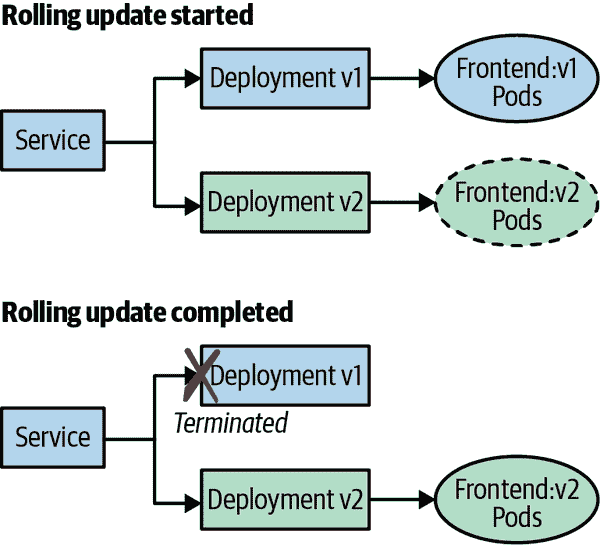 Rolling update started
Deployment v1
Frontend:v1
Pods
Service
Deployment v2
Frontend:v2
Pods
Rolling update completed
Deployment v1
Terminated
Service
Deployment v2
Frontend:v2
Pods